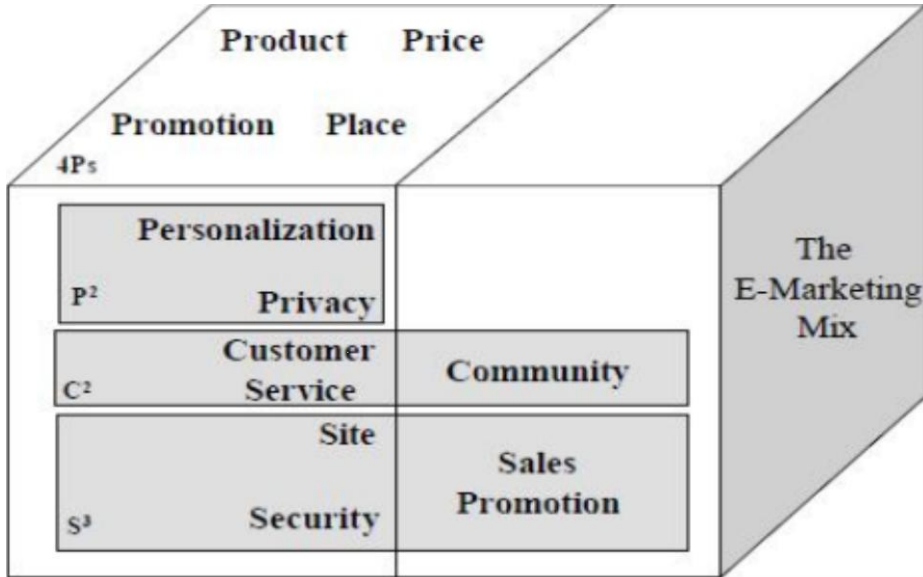 Product Price
Promotion Place
4Ps
Personalization
P² Privacy
Customer
Service
C²
Community
Site
Security
S³
Sales
Promotion
The
E-Marketing
Mix